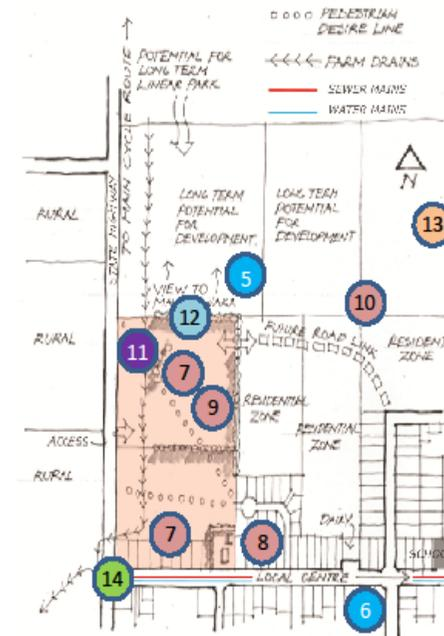 PEDESTRIAN
DESIRE LINE
FARM DRAINS
SEWER MAINS
WATER MAINS
POTENTIAL FOR
LONG TERM
LINEAR PARK
STATE HIGHWAY
TO MAIN CYCLE ROUTE
N
RURAL
LONG TERM
POTENTIAL
FOR
DEVELOPMENT
LONG TERM
POTENTIAL
FOR
DEVELOPMENT
13
5
VIEW TO
10
12
RURAL
11
FUTURE ROAD LINK
ZONE
7
9
RESIDENTIAL
ZONE
RESIDENTIAL
ZONE
ACCESS
RURAL
7
8
DAIRY
14
LOCAL CENTRE
6